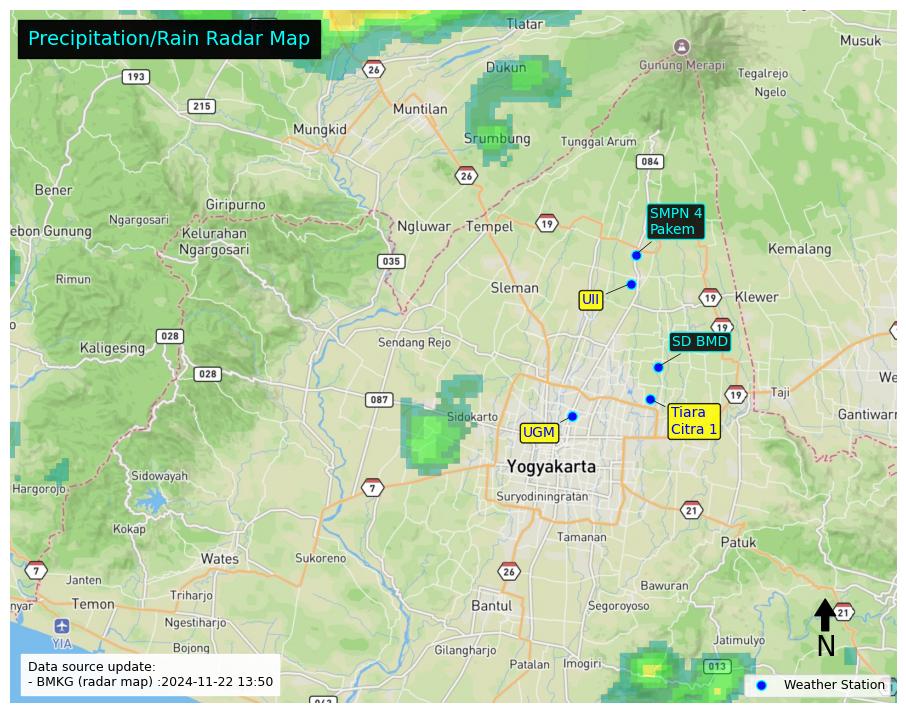 Precipitation/Rain Radar Map
Tlatar
Musuk
26
Gunung Merapi
Dukun
Tegalrejo
193
Ngelo
215
Muntilan
Mungkid
Srumbung
Tunggal Arum
084
26
Bener
Giripurno
SMPN 4
Pakem
Ngargosari
Ngluwar
Tempel
19
ebon Gunung
Kelurahan
Ngargosari
Kemalang
035
Rimun
Sleman
UII
19
Klewer
028
19
Kaligesing
Sendang Rejo
SD BMD
028
We
087
19
Taji
Sidokarto
Tiara
Citra 1
Gantiwarn
UGM
Yogyakarta
Sidowayah
Hargorojo
7
Suryodiningratan
21
Kokap
Tamanan
Patuk
Wates
Sukoreno
7
26
Janten
Bawuran
Triharjo
nyar
Temon
Bantul
Segoroyoso
21
Ngestiharjo
YIA
Jatimulyo
N
Bojong
Gilangharjo
Patalan
Imogiri
013
Data source update:
- BMKG (radar map) :2024-11-22 13:50
Weather Station